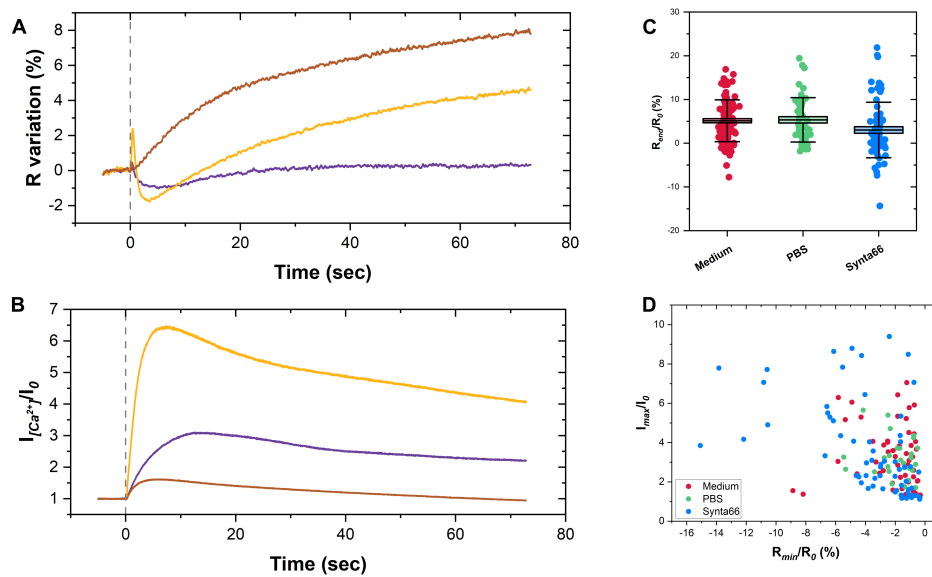 A
R variation (%)
8
6
4
2
0
-2
0
20
40
60
80
Time (sec)
B
I[Ca²⁺]/I0
7
6
5
4
3
2
1
0
20
40
60
80
Time (sec)
C
Rend/R0 (%)
30
20
10
0
-10
-20
Medium
PBS
Synta66
D
Imax/I0
10
8
6
4
2
0
Medium
PBS
Synta66
-16
-14
-12
-10
-8
-6
-4
-2
0
Rmin/R0 (%)